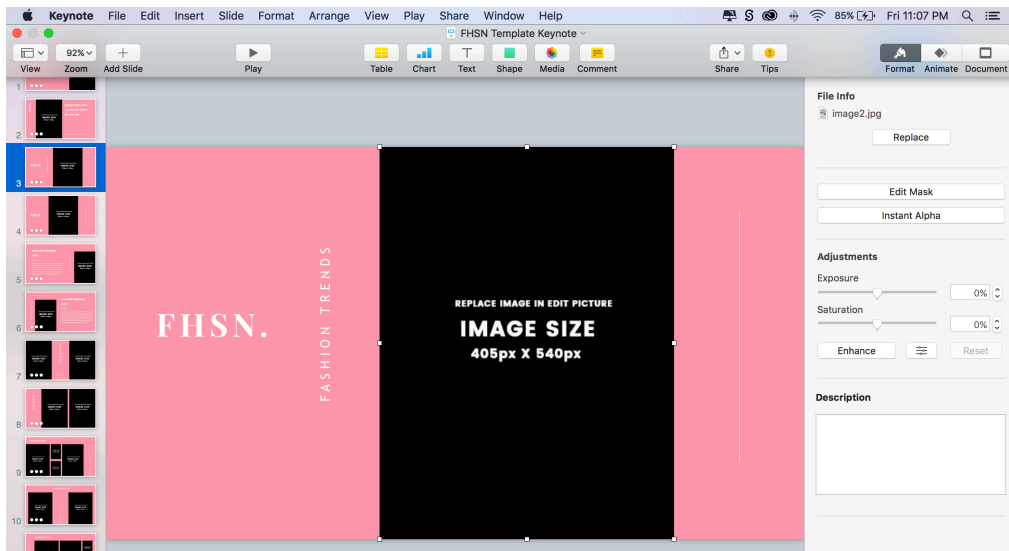 Keynote File Edit Insert Slide Format Arrange View Play Share Window Help 85% Fri 11:07 PM
FHSN Template Keynote
92%
View Zoom Add Slide Play Table Chart Text Shape Media Comment Share Tips Format Animate Document
1
2
3
4
5
6
7
8
9
10
FHSN.
FASHION TRENDS
REPLACE IMAGE IN EDIT PICTURE
IMAGE SIZE
405px X 540px
File Info
image2.jpg
Replace
Edit Mask
Instant Alpha
Adjustments
Exposure
0%
Saturation
0%
Enhance Reset
Description